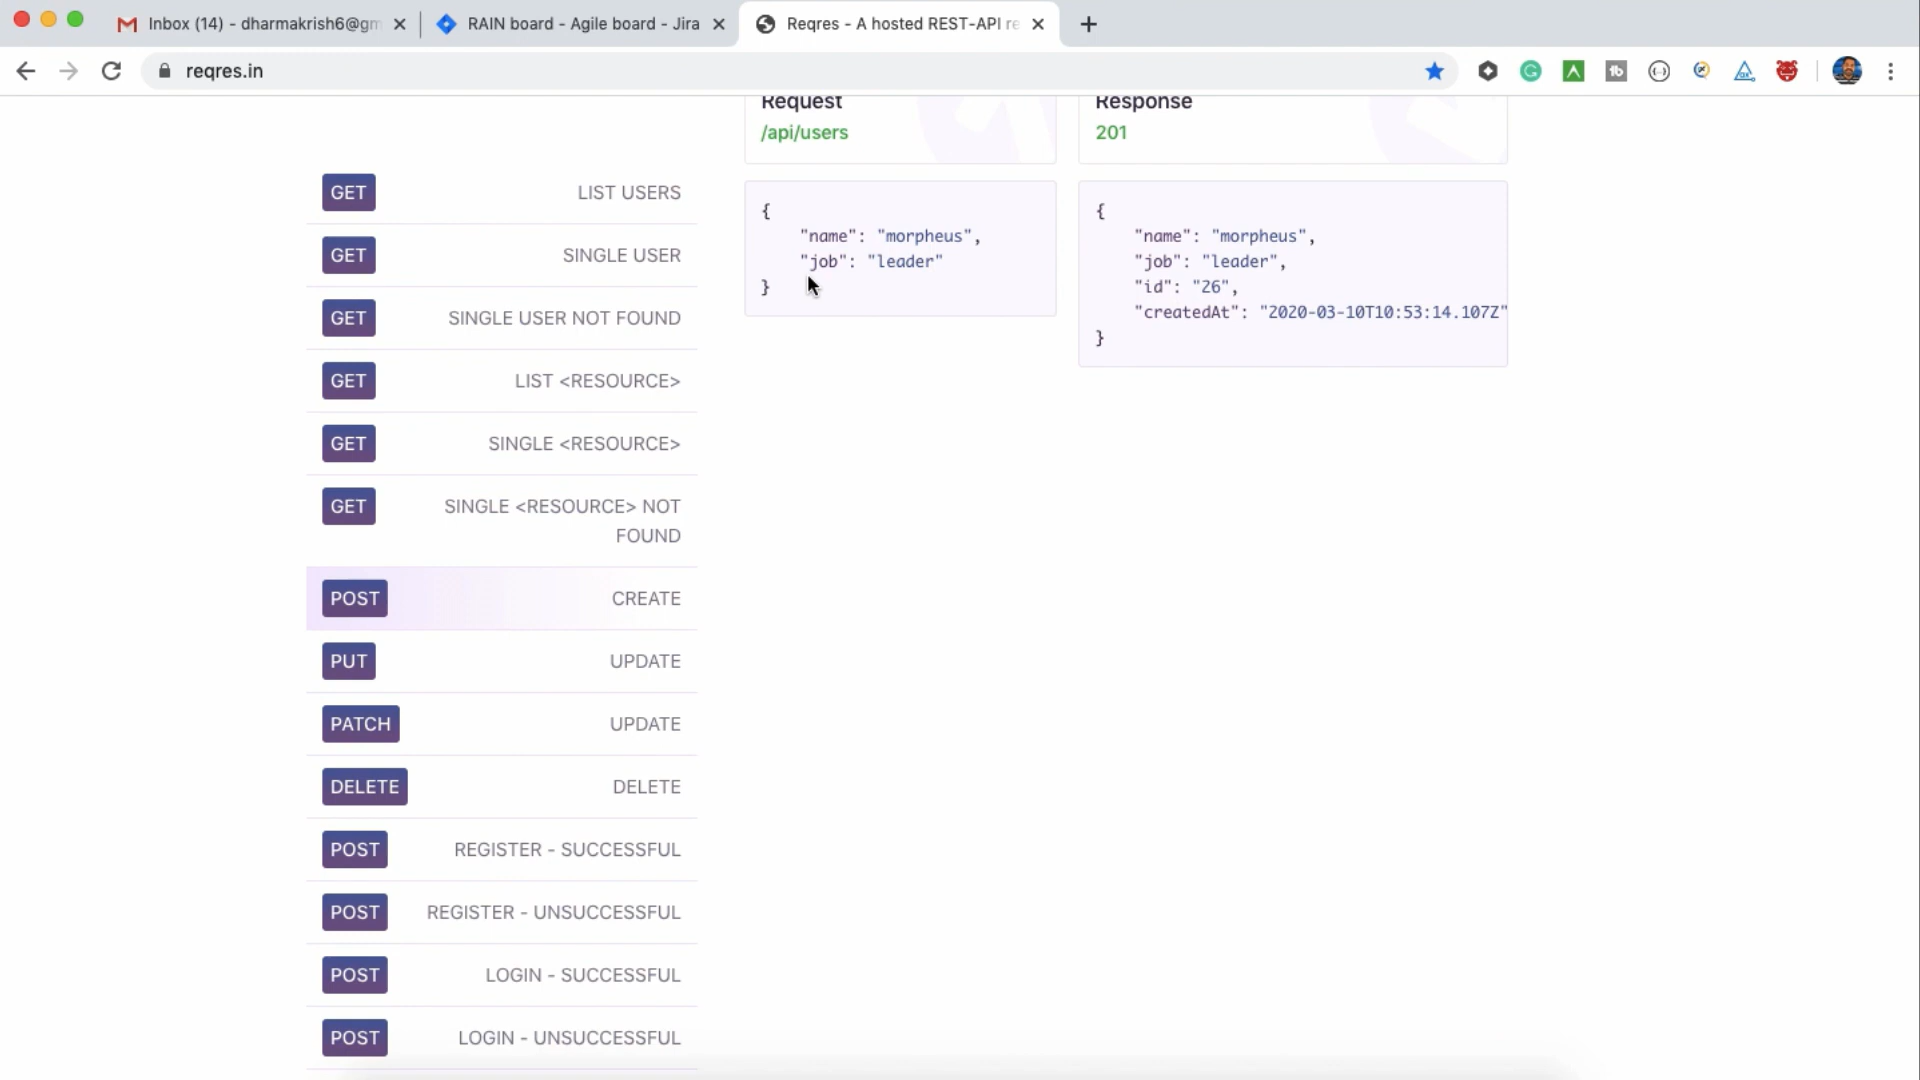 Inbox (14) - dharmakrish6@gm
RAIN board - Agile board - Jira
Reqres - A hosted REST-API re
reqres.in
Request
/api/users
Response
201
GET LIST USERS
GET SINGLE USER
GET SINGLE USER NOT FOUND
GET LIST <RESOURCE>
GET SINGLE <RESOURCE>
GET SINGLE <RESOURCE> NOT
FOUND
POST CREATE
PUT UPDATE
PATCH UPDATE
DELETE DELETE
POST REGISTER - SUCCESSFUL
POST REGISTER - UNSUCCESSFUL
POST LOGIN - SUCCESSFUL
POST LOGIN - UNSUCCESSFUL
{
"name": "morpheus",
"job": "leader"
}
{
"name": "morpheus",
"job": "leader",
"id": "26",
"createdAt": "2020-03-10T10:53:14.107Z"
}